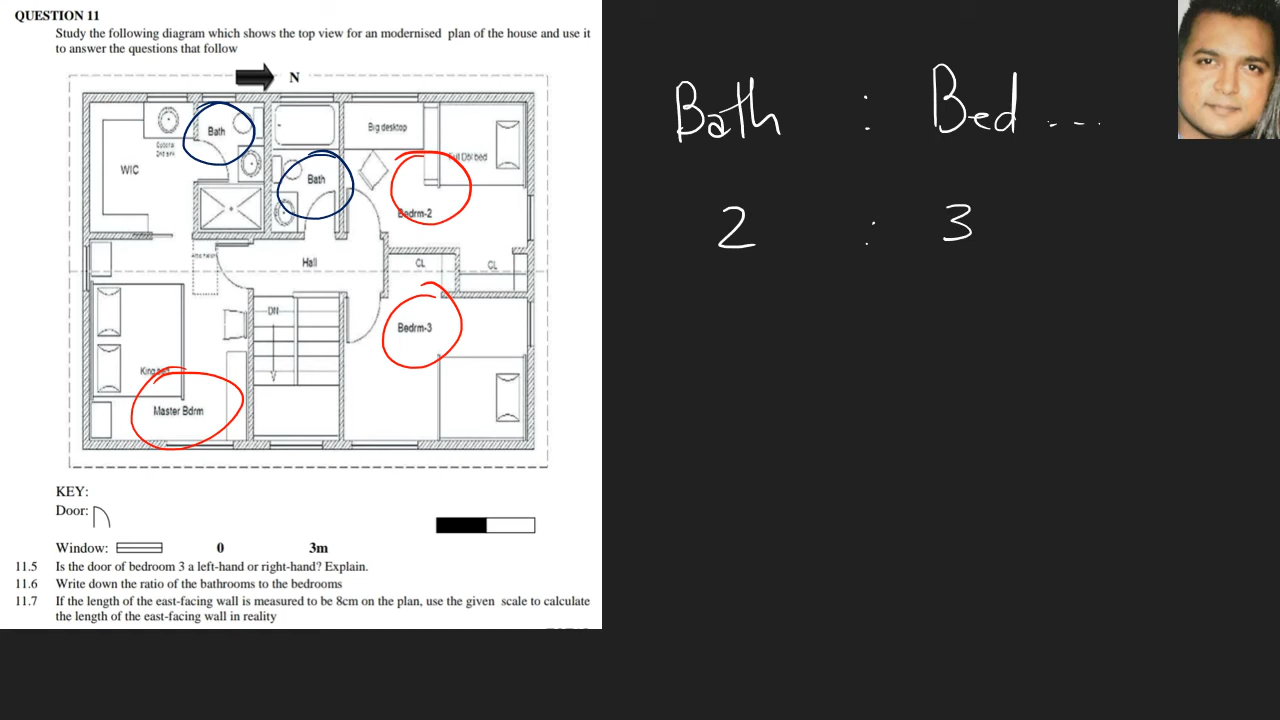 QUESTION 11
Study the following diagram which shows the top view for an modernised plan of the house and use it
to answer the questions that follow
N
Bath
Big desktop
Full Dbl bed
WIC
Bath
Bedrm-2
Hall
CL
CL
DN
Bedrm-3
Master Bdrm
KEY:
Door:
Window:
0 3m
11.5 Is the door of bedroom 3 a left-hand or right-hand? Explain.
11.6 Write down the ratio of the bathrooms to the bedrooms
11.7 If the length of the east-facing wall is measured to be 8cm on the plan, use the given scale to calculate
the length of the east-facing wall in reality
Bath : Bed ...
2 : 3